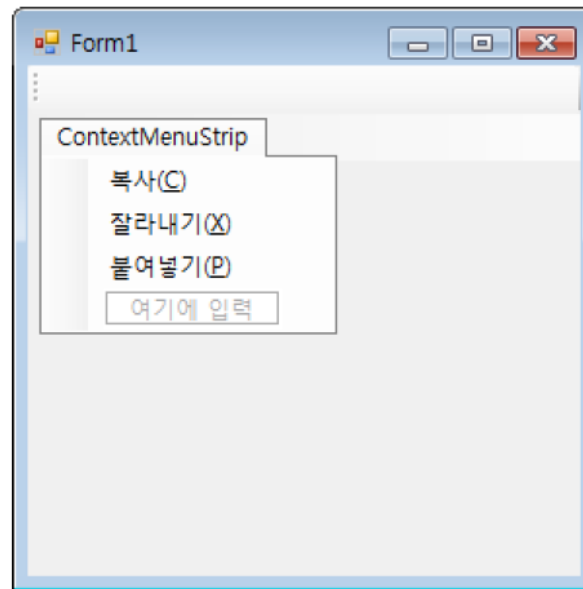 Form1
ContextMenuStrip
복사(C)
잘라내기(X)
붙여넣기(P)
여기에 입력